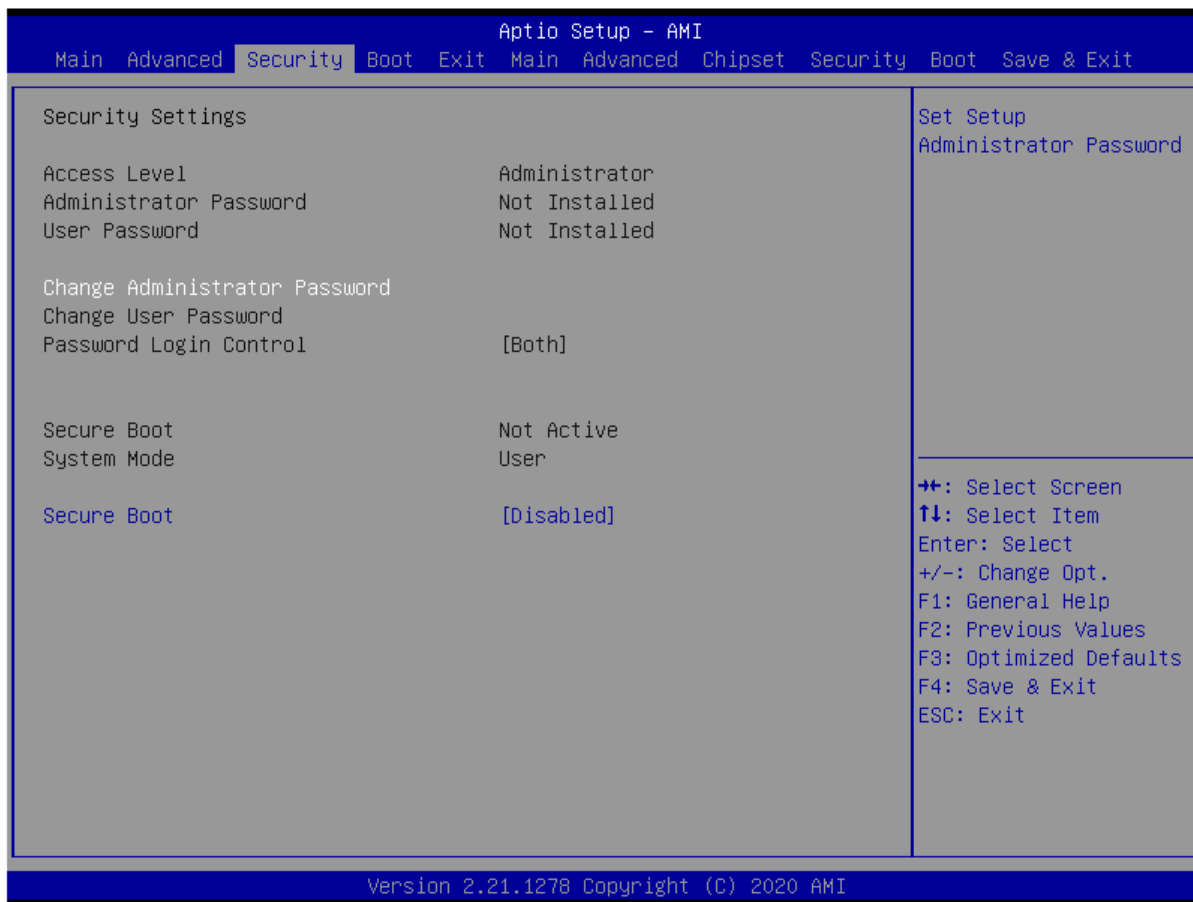 Aptio Setup - AMI
Main Advanced Security Boot Exit Main Advanced Chipset Security Boot Save & Exit
Security Settings
Access Level Administrator
Administrator Password Not Installed
User Password Not Installed
Change Administrator Password
Change User Password
Password Login Control [Both]
Secure Boot Not Active
System Mode User
Secure Boot [Disabled]
Set Setup
Administrator Password
→←: Select Screen
↑↓: Select Item
Enter: Select
+/-: Change Opt.
F1: General Help
F2: Previous Values
F3: Optimized Defaults
F4: Save & Exit
ESC: Exit
Version 2.21.1278 Copyright (C) 2020 AMI